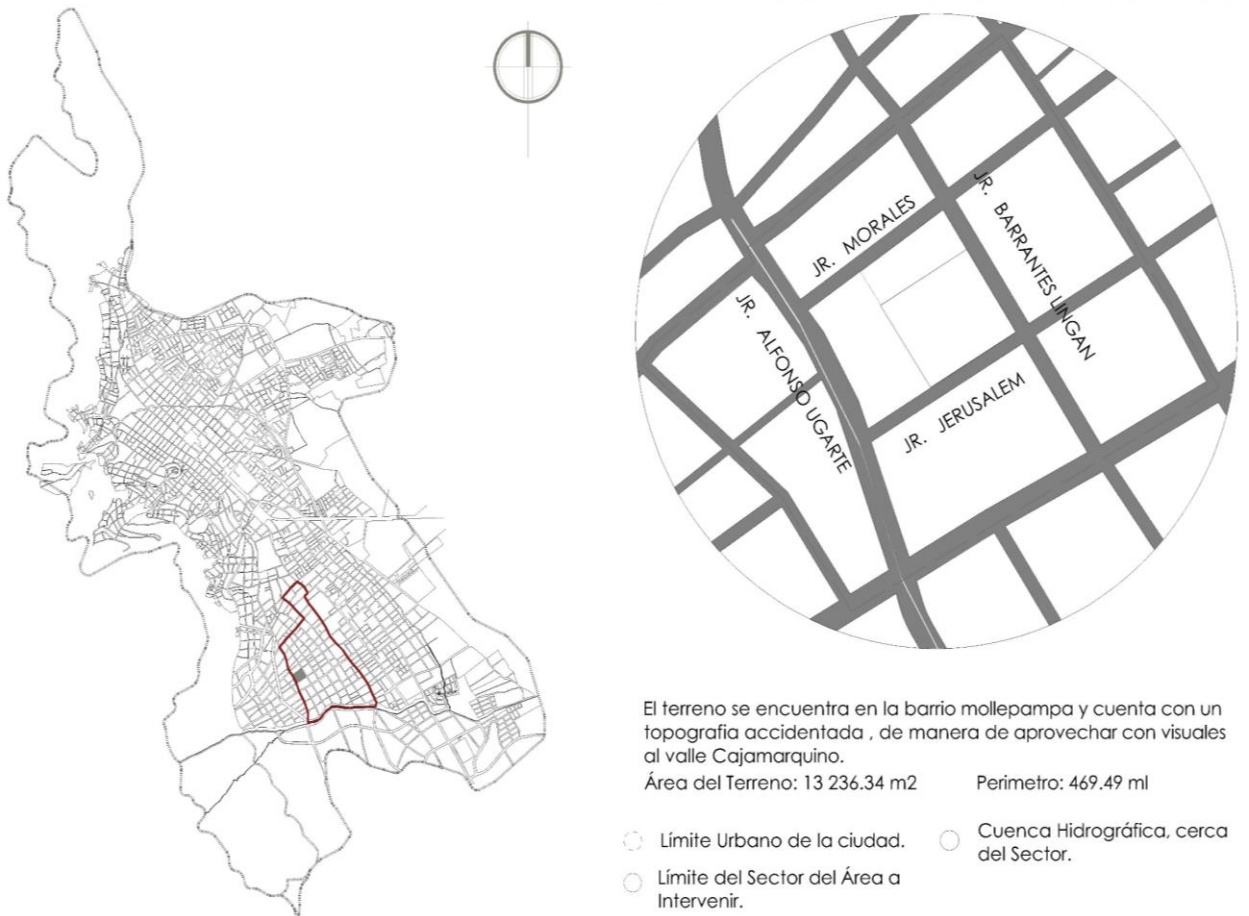 JR. MORALES
JR. BARRANTES LINGAN
JR. ALFONSO UGARTE
JR. JERUSALEM
El terreno se encuentra en la barrio mollepampa y cuenta con un
topografia accidentada , de manera de aprovechar con visuales
al valle Cajamarquino.
Área del Terreno: 13 236.34 m2 Perimetro: 469.49 ml
Límite Urbano de la ciudad.
Límite del Sector del Área a
Intervenir.
Cuenca Hidrográfica, cerca
del Sector.